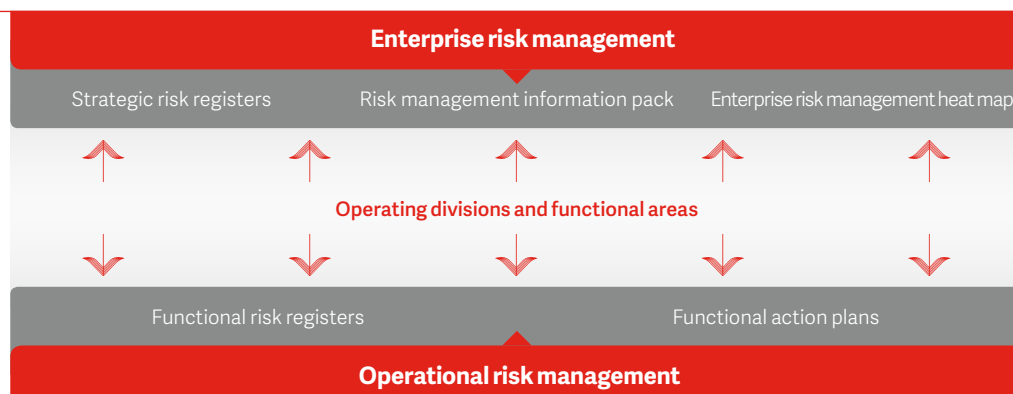 Enterprise risk management
Strategic risk registers Risk management information pack Enterprise risk management heat map
Operating divisions and functional areas
Functional risk registers Functional action plans
Operational risk management